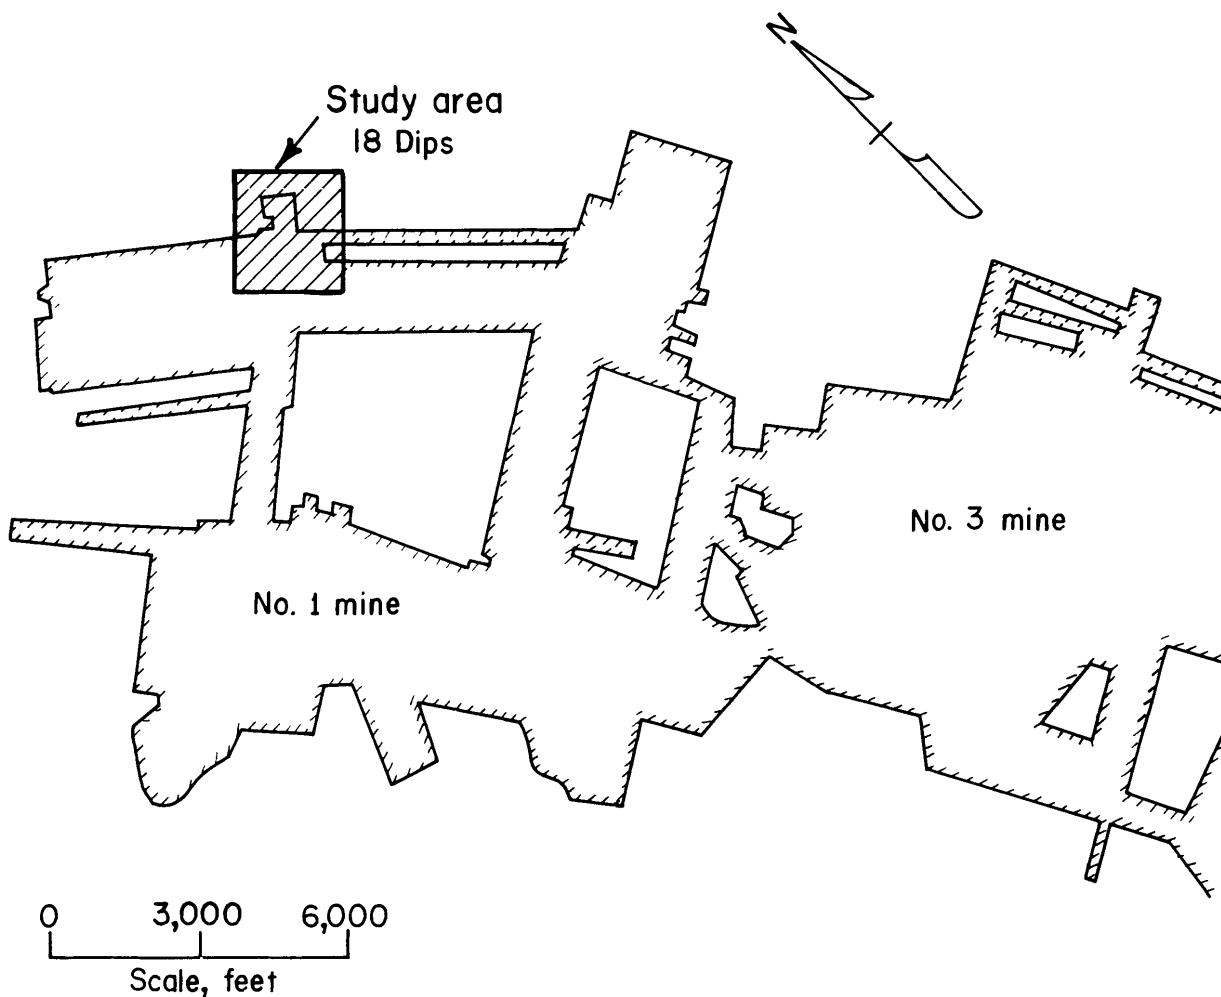 N
Study area
18 Dips
No. 3 mine
No. 1 mine
0 3,000 6,000
Scale, feet